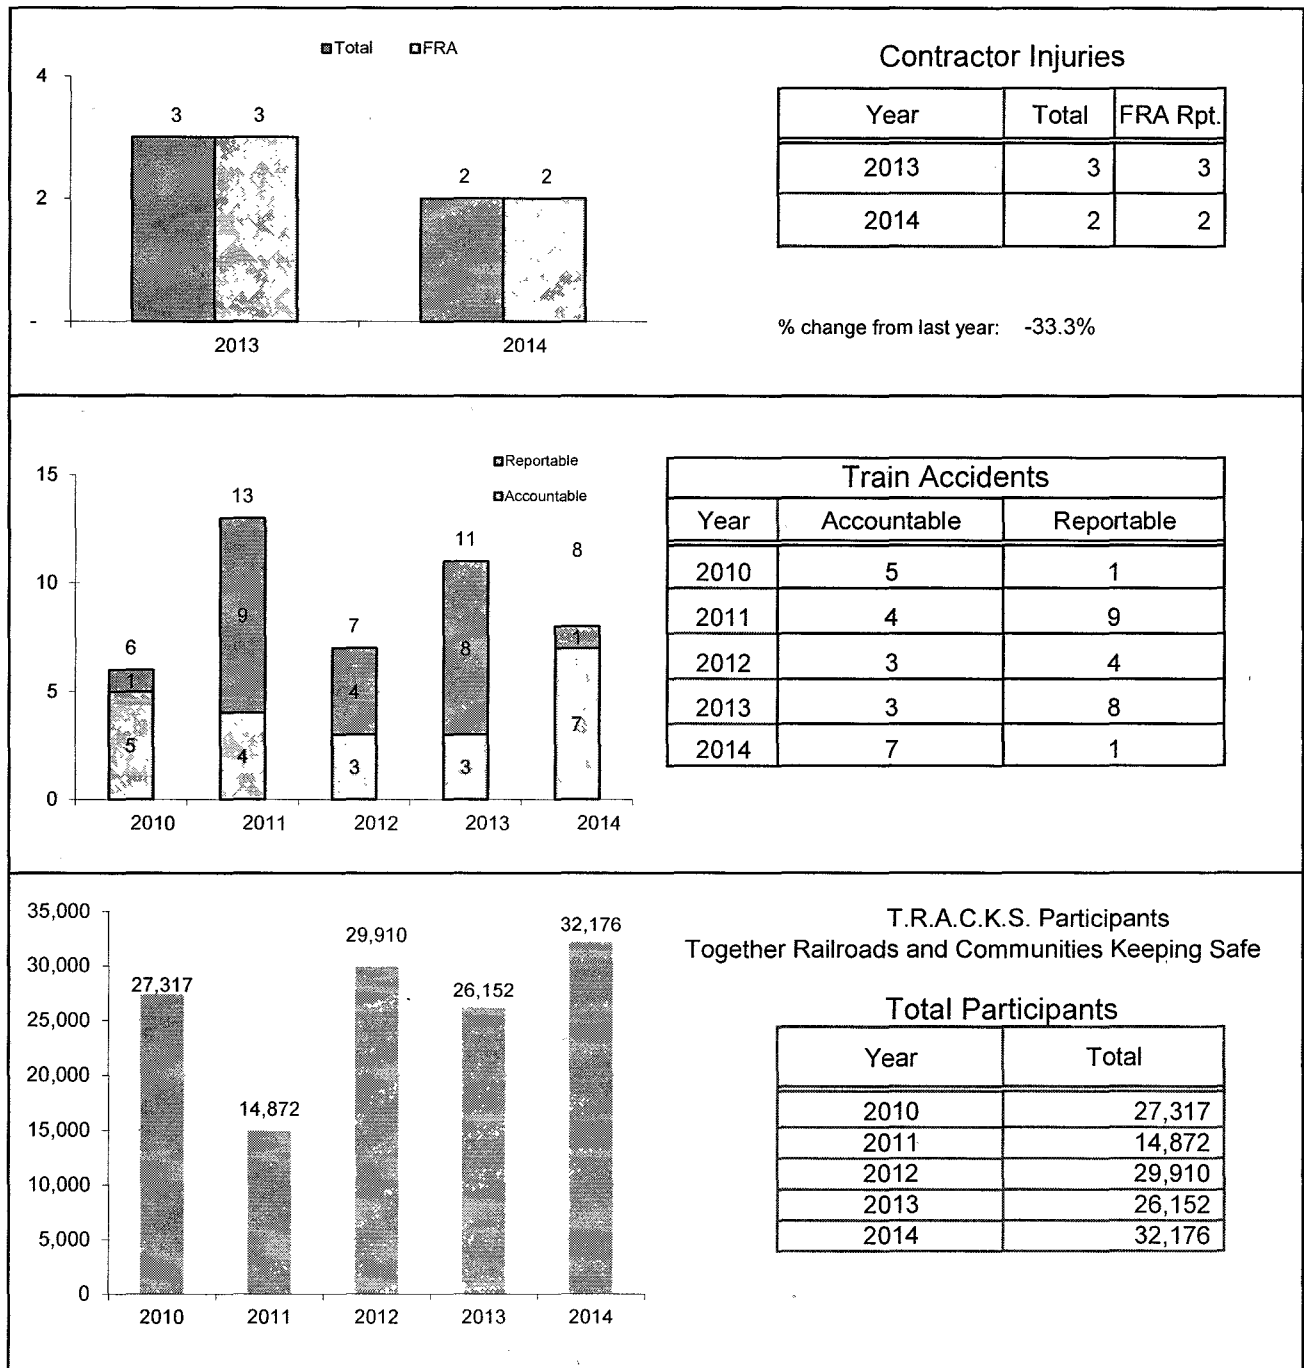 Total FRA
4
2
-
3 3
2 2
2013 2014
Contractor Injuries
Year Total FRA Rpt.
2013 3 3
2014 2 2
% change from last year: -33.3%
Reportable
Accountable
15
10
5
0
6 13 7 11 8
1 9 4 8 1
5 4 3 3 7
2010 2011 2012 2013 2014
Train Accidents
Year Accountable Reportable
2010 5 1
2011 4 9
2012 3 4
2013 3 8
2014 7 1
35,000
30,000
25,000
20,000
15,000
10,000
5,000
0
27,317 14,872 29,910 26,152 32,176
2010 2011 2012 2013 2014
T.R.A.C.K.S. Participants
Together Railroads and Communities Keeping Safe
Total Participants
Year Total
2010 27,317
2011 14,872
2012 29,910
2013 26,152
2014 32,176